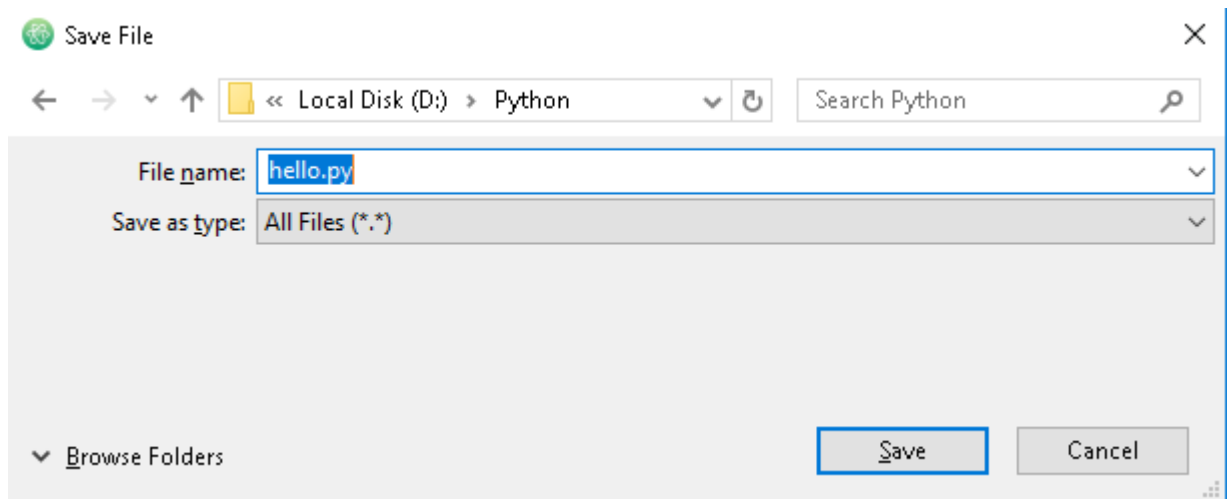 Save File
« Local Disk (D:) > Python Search Python
File name: hello.py
Save as type: All Files (*.*)
Browse Folders Save Cancel